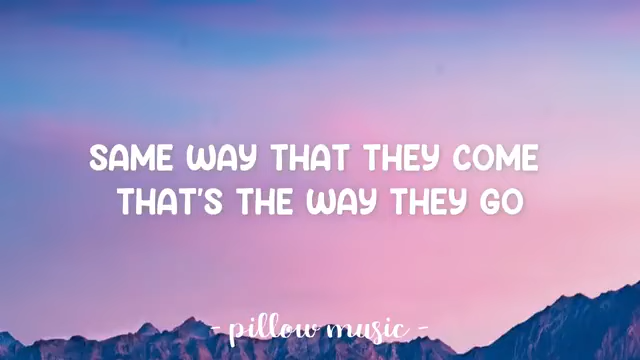 SAME WAY THAT THEY COME
THAT'S THE WAY THEY GO
- pillow music -